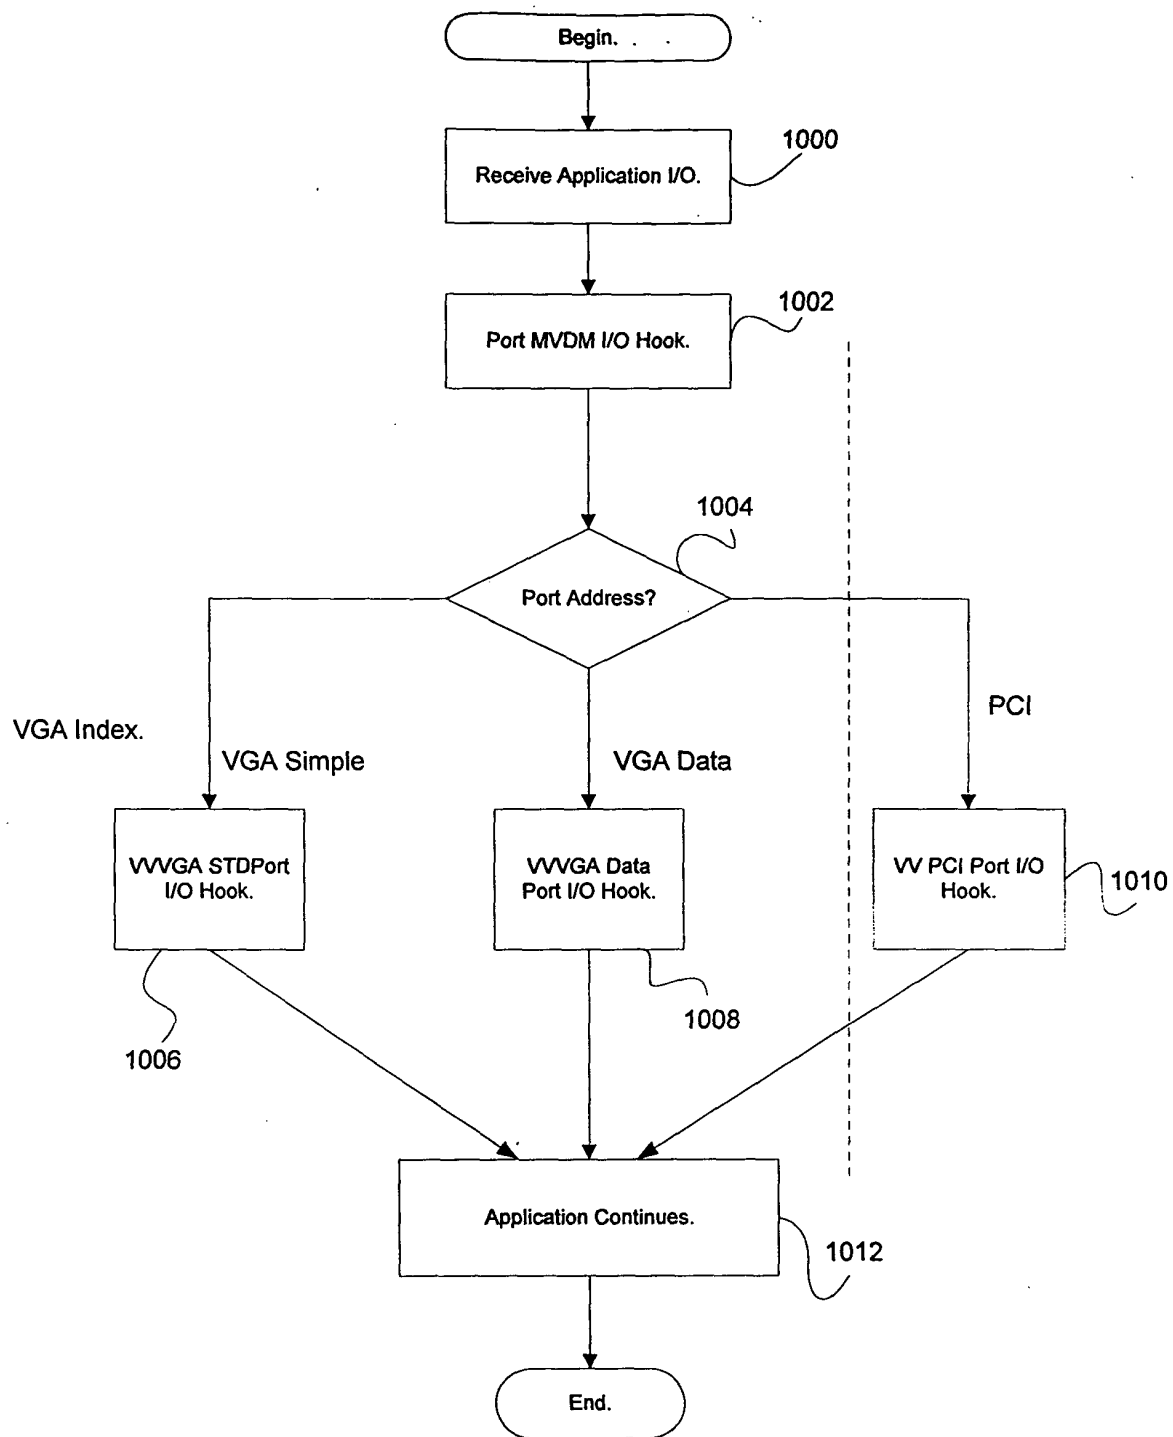 Begin.
1000
Receive Application I/O.
1002
Port MVDM I/O Hook.
1004
Port Address?
VGA Index.
VGA Simple
VGA Data
PCI
VVVGA STDPort
I/O Hook.
VVVGA Data
Port I/O Hook.
VV PCI Port I/O
Hook.
1010
1006
1008
Application Continues.
1012
End.